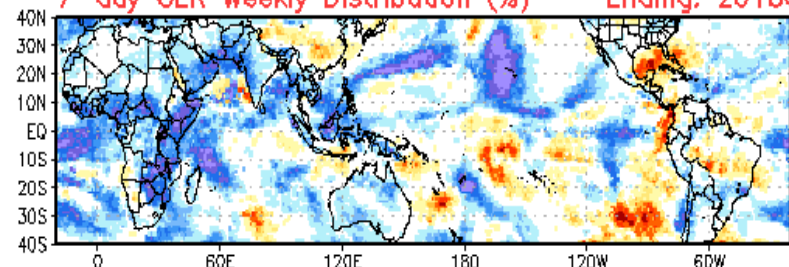 7-day OLR Weekly Distribution (%) Ending: 2018
40N
30N
20N
10N
EQ
10S
20S
30S
40S
0 60E 120E 180 120W 60W